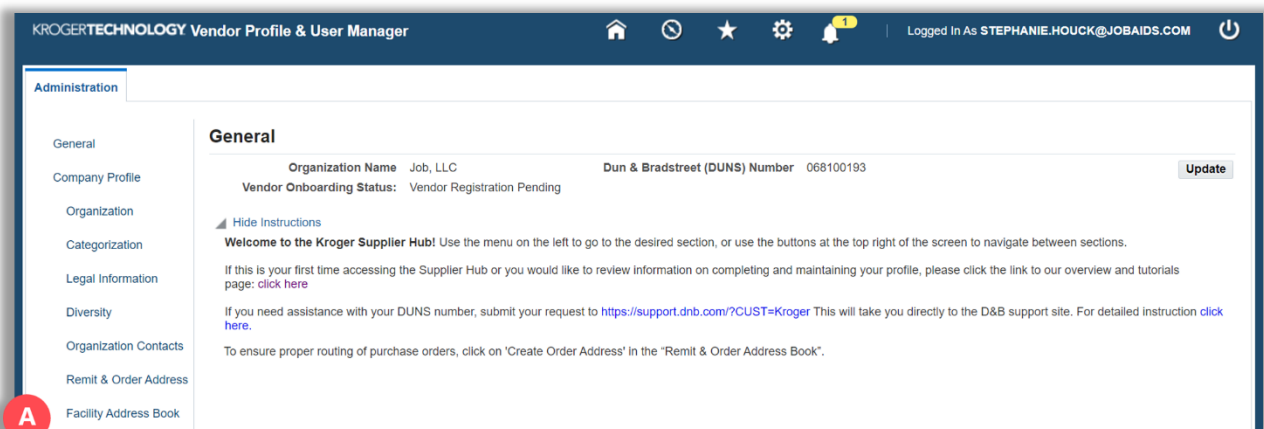 KROGERTECHNOLOGY Vendor Profile & User Manager
1
Logged In As STEPHANIE.HOUCK@JOBAIDS.COM
Administration
General
Company Profile
Organization
Categorization
Legal Information
Diversity
Organization Contacts
Remit & Order Address
Facility Address Book
A
General
Organization Name Job, LLC Dun & Bradstreet (DUNS) Number 068100193
Update
Vendor Onboarding Status: Vendor Registration Pending
Hide Instructions
Welcome to the Kroger Supplier Hub! Use the menu on the left to go to the desired section, or use the buttons at the top right of the screen to navigate between sections.
If this is your first time accessing the Supplier Hub or you would like to review information on completing and maintaining your profile, please click the link to our overview and tutorials
page: click here
If you need assistance with your DUNS number, submit your request to https://support.dnb.com/?CUST=Kroger This will take you directly to the D&B support site. For detailed instruction click
here.
To ensure proper routing of purchase orders, click on 'Create Order Address' in the “Remit & Order Address Book”.